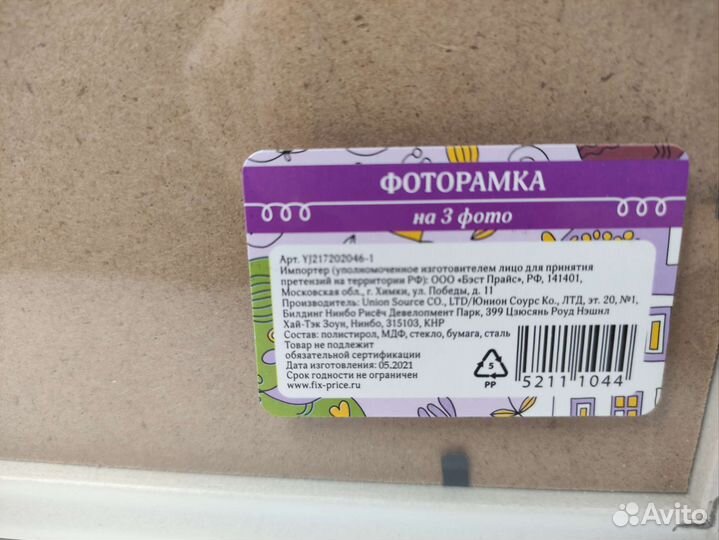 ФОТОРАМКА
на 3 фото
Арт. YJ217202046-1
Импортер (уполномоченное изготовителем лицо для принятия
претензий на территории РФ): ООО «Бэст Прайс», РФ, 141401,
Московская обл., г. Химки, ул. Победы, д. 11
Производитель: Union Source CO., LTD/Юнион Соурс Ко., ЛТД, эт. 20, №1,
Билдинг Нинбо Рисёч Девелопмент Парк, 399 Цзюсянь Роуд Нэшнл
Хай-Тэк Зоун, Нинбо, 315103, КНР
Состав: полистирол, МДФ, стекло, бумага, сталь
Товар не подлежит
обязательной сертификации
Дата изготовления: 05.2021
Срок годности не ограничен
www.fix-price.ru
5
PP
5211 1044
Avito